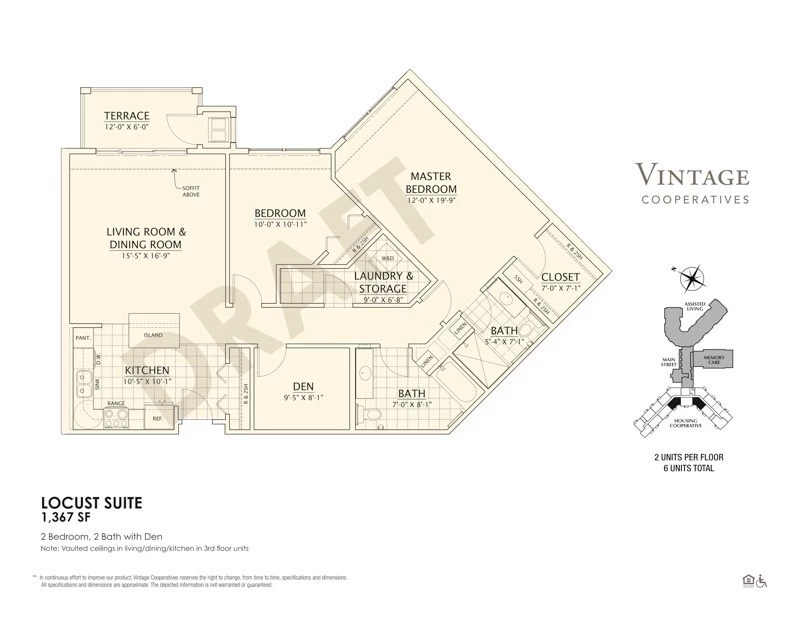 TERRACE
12'-0" X 6'-0"
SOFFIT
ABOVE
LIVING ROOM &
DINING ROOM
15'-5" X 16'-9"
BEDROOM
10'-0" X 10'-11"
MASTER
BEDROOM
12'-0" X 19'-9"
R & 2SH
W&D
LAUNDRY &
STORAGE
9'-0" X 6'-8"
R & 2SH
CLOSET
7'-0" X 7'-1"
5SH
R & 2SH
BATH
5'-4" X 7'-1"
LINEN
LINEN
PANT.
ISLAND
D.W.
SINK
KITCHEN
10'-5" X 10'-1"
RANGE
REF.
R & 2SH
DEN
9'-5" X 8'-1"
BATH
7'-0" X 8'-1"
DRAFT
VINTAGE
COOPERATIVES
N
ASSISTED
LIVING
MAIN
STREET
MEMORY
CARE
HOUSING
COOPERATIVE
2 UNITS PER FLOOR
6 UNITS TOTAL
LOCUST SUITE
1,367 SF
2 Bedroom, 2 Bath with Den
Note: Vaulted ceilings in living/dining/kitchen in 3rd floor units
** In continuous effort to improve our product, Vintage Cooperatives reserves the right to change, from time to time, specifications and dimensions.
All specifications and dimensions are approximate. The depicted information is not warranted or guaranteed.